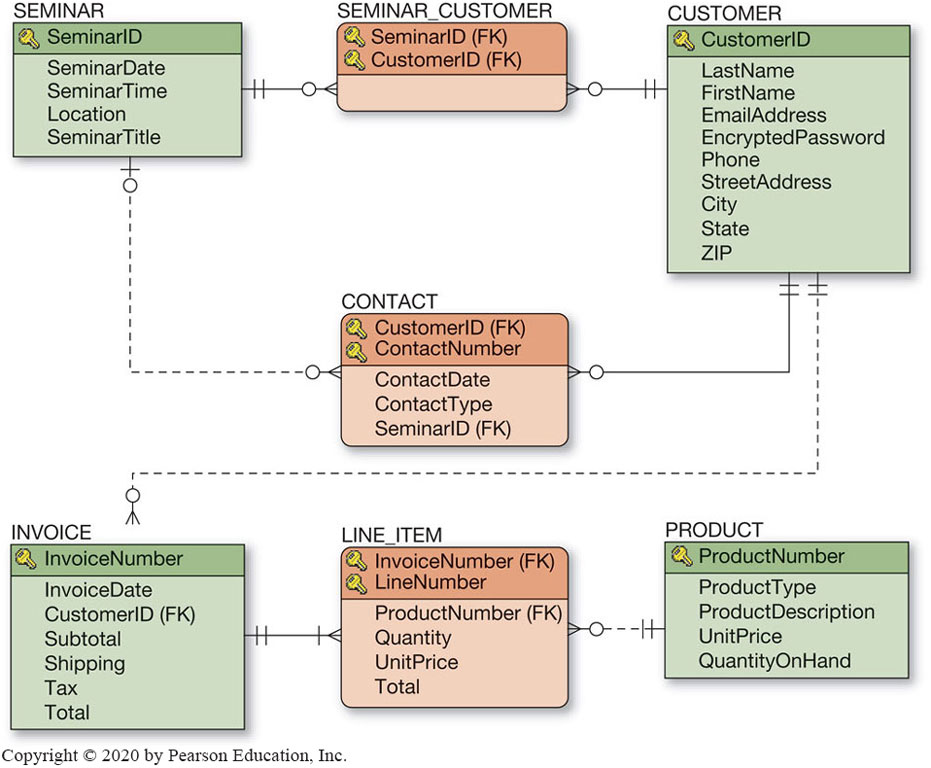 SEMINAR
SeminarID
SeminarDate
SeminarTime
Location
SeminarTitle
SEMINAR_CUSTOMER
SeminarID (FK)
CustomerID (FK)
CUSTOMER
CustomerID
LastName
FirstName
EmailAddress
EncryptedPassword
Phone
StreetAddress
City
State
ZIP
CONTACT
CustomerID (FK)
ContactNumber
ContactDate
ContactType
SeminarID (FK)
INVOICE
InvoiceNumber
InvoiceDate
CustomerID (FK)
Subtotal
Shipping
Tax
Total
LINE_ITEM
InvoiceNumber (FK)
LineNumber
ProductNumber (FK)
Quantity
UnitPrice
Total
PRODUCT
ProductNumber
ProductType
ProductDescription
UnitPrice
QuantityOnHand
Copyright © 2020 by Pearson Education, Inc.